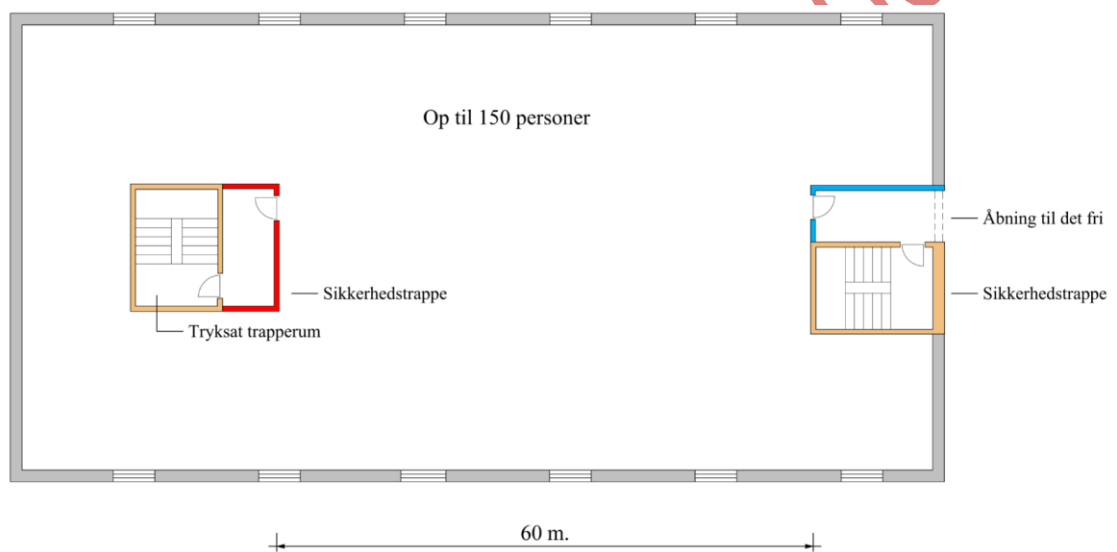 Op til 150 personer
Åbning til det fri
Sikkerhedstrappe
Sikkerhedstrappe
Tryksat trapperum
60 m.